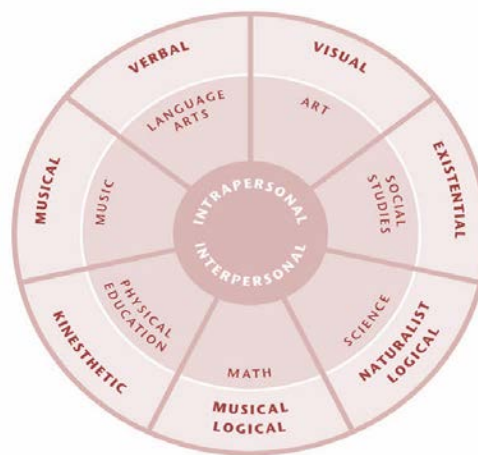 VERBAL
VISUAL
LANGUAGE
ARTS
ART
MUSICAL
MUSIC
INTRAPERSONAL
INTERPERSONAL
SOCIAL
STUDIES
EXISTENTIAL
PHYSICAL
EDUCATION
SCIENCE
KINESTHETIC
MATH
NATURALIST
LOGICAL
MUSICAL
LOGICAL